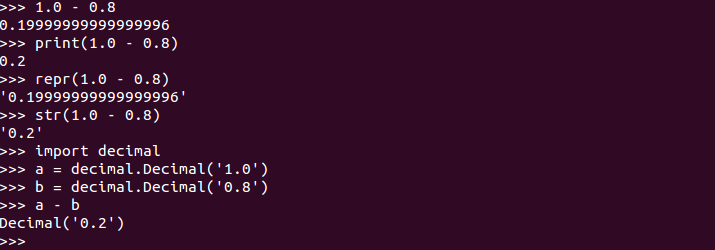 >>> 1.0 - 0.8
0.19999999999999996
>>> print(1.0 - 0.8)
0.2
>>> repr(1.0 - 0.8)
'0.19999999999999996'
>>> str(1.0 - 0.8)
'0.2'
>>> import decimal
>>> a = decimal.Decimal('1.0')
>>> b = decimal.Decimal('0.8')
>>> a - b
Decimal('0.2')
>>>